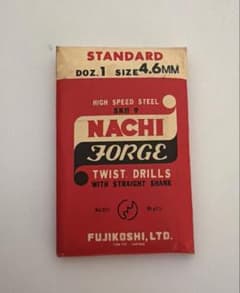 STANDARD
DOZ. 1 SIZE 4.6MM
HIGH SPEED STEEL
SKH 9
NACHI
FORGE
TWIST DRILLS
WITH STRAIGHT SHANK
FUJIKOSHI, LTD.